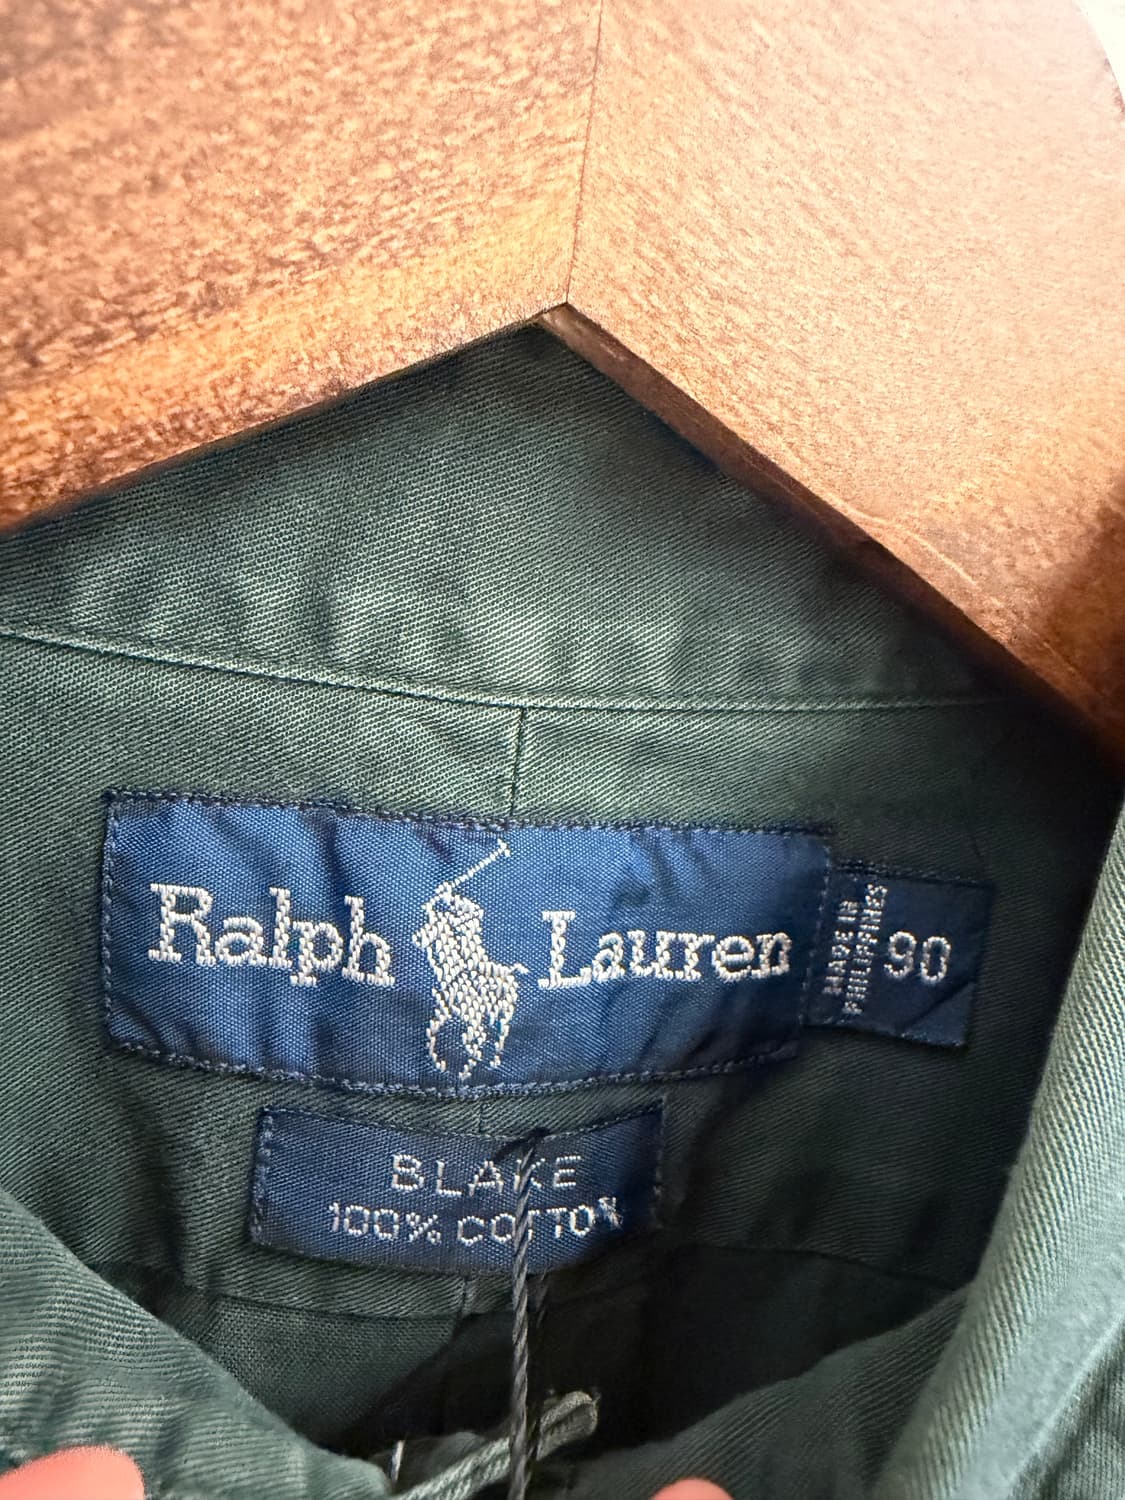 Ralph Lauren
MADE IN
PHILIPPINES
90
BLAKE
100% COTTON